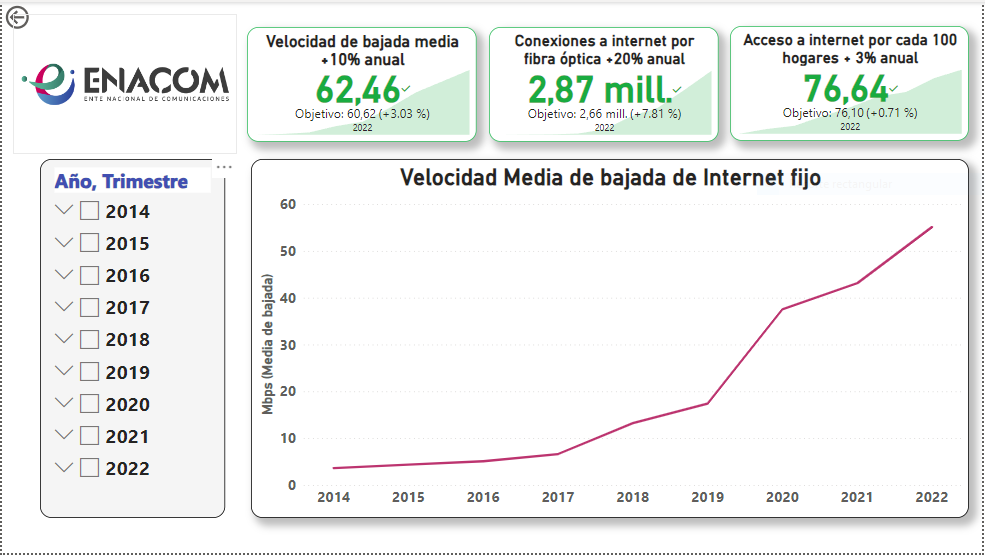 ENACOM
ENTE NACIONAL DE COMUNICACIONES
Velocidad de bajada media
+10% anual
62,46
Objetivo: 60,62 (+3.03 %)
2022
Conexiones a internet por
fibra óptica +20% anual
2,87 mill.
Objetivo: 2,66 mill. (+7.81 %)
2022
Acceso a internet por cada 100
hogares + 3% anual
76,64
Objetivo: 76,10 (+0.71 %)
2022
Año, Trimestre
2014
2015
2016
2017
2018
2019
2020
2021
2022
Velocidad Media de bajada de Internet fijo
Mbps (Media de bajada)
60
50
40
30
20
10
0
2014 2015 2016 2017 2018 2019 2020 2021 2022